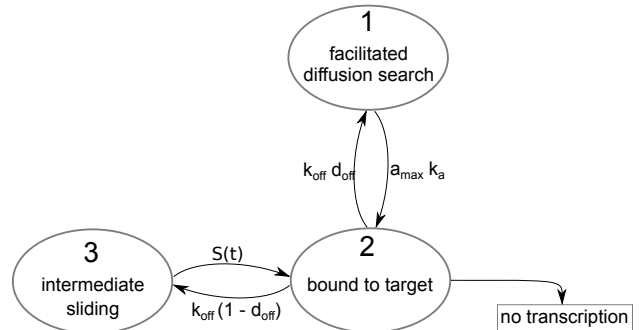 1
facilitated
diffusion search
k_off d_off
a_max k_a
3
intermediate
sliding
S(t)
k_off (1 - d_off)
2
bound to target
no transcription